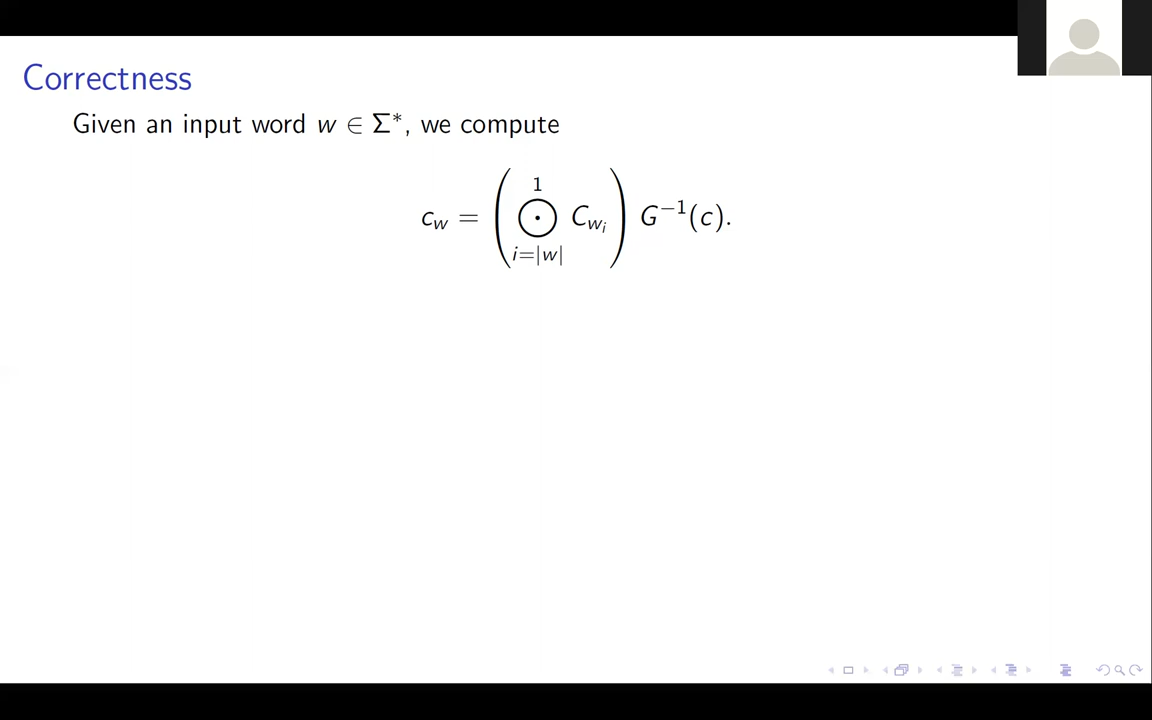 Correctness
Given an input word w ∈ Σ*, we compute
c_w = ( ⊙_{i=|w|}^{1} C_{w_i} ) G^{−1}(c).